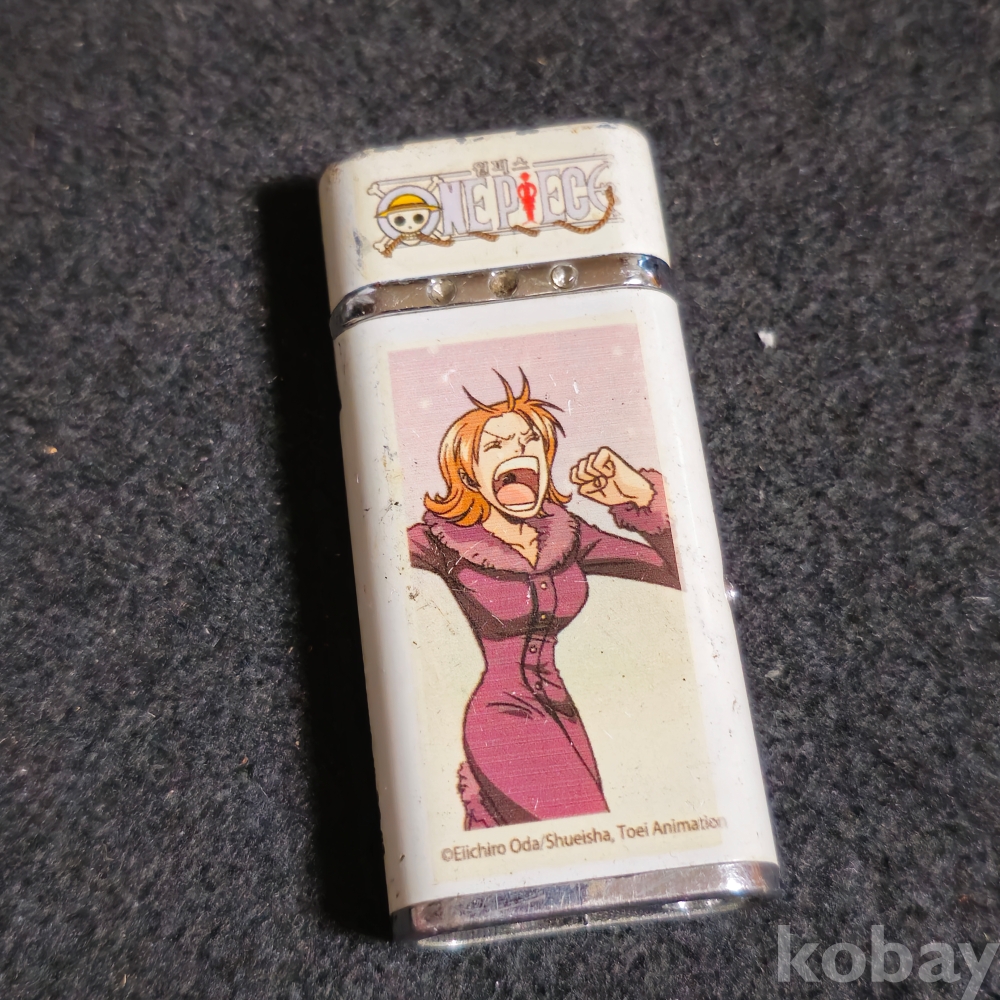 원피스
ONE PIECE
©Eiichiro Oda/Shueisha, Toei Animation
kobay